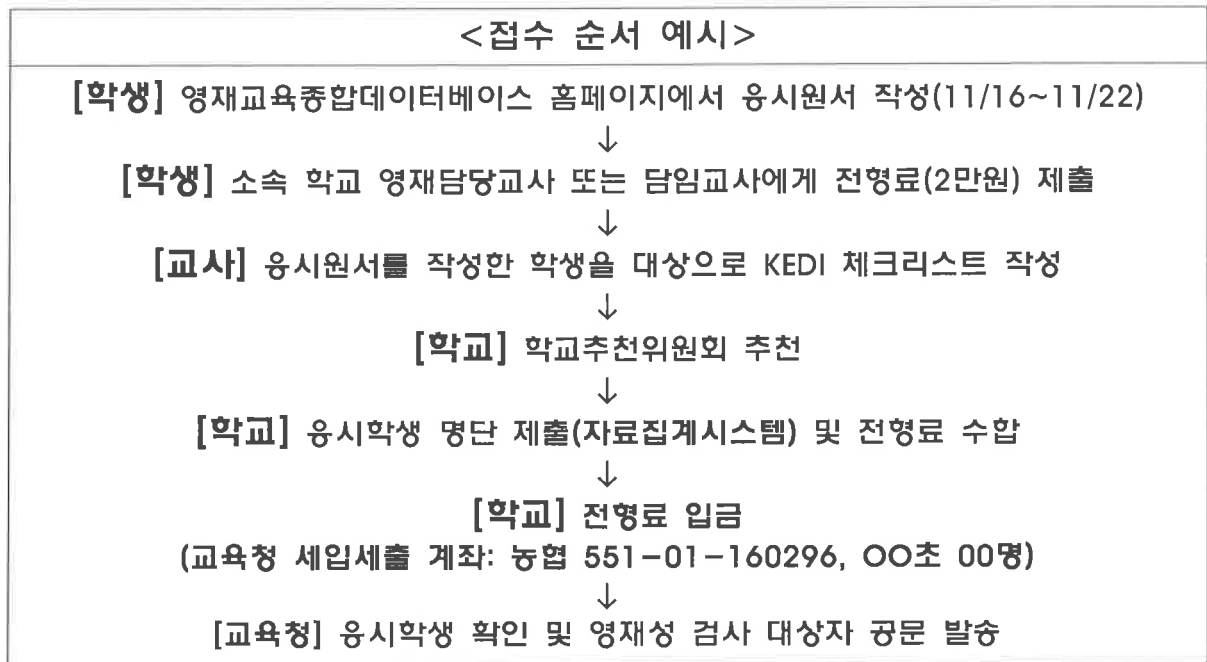 <접수 순서 예시>
[학생] 영재교육종합데이터베이스 홈페이지에서 응시원서 작성(11/16~11/22)
↓
[학생] 소속 학교 영재담당교사 또는 담임교사에게 전형료(2만원) 제출
↓
[교사] 응시원서를 작성한 학생을 대상으로 KEDI 체크리스트 작성
↓
[학교] 학교추천위원회 추천
↓
[학교] 응시학생 명단 제출(자료집계시스템) 및 전형료 수합
↓
[학교] 전형료 입금
(교육청 세입세출 계좌: 농협 551-01-160296, OO초 00명)
↓
[교육청] 응시학생 확인 및 영재성 검사 대상자 공문 발송